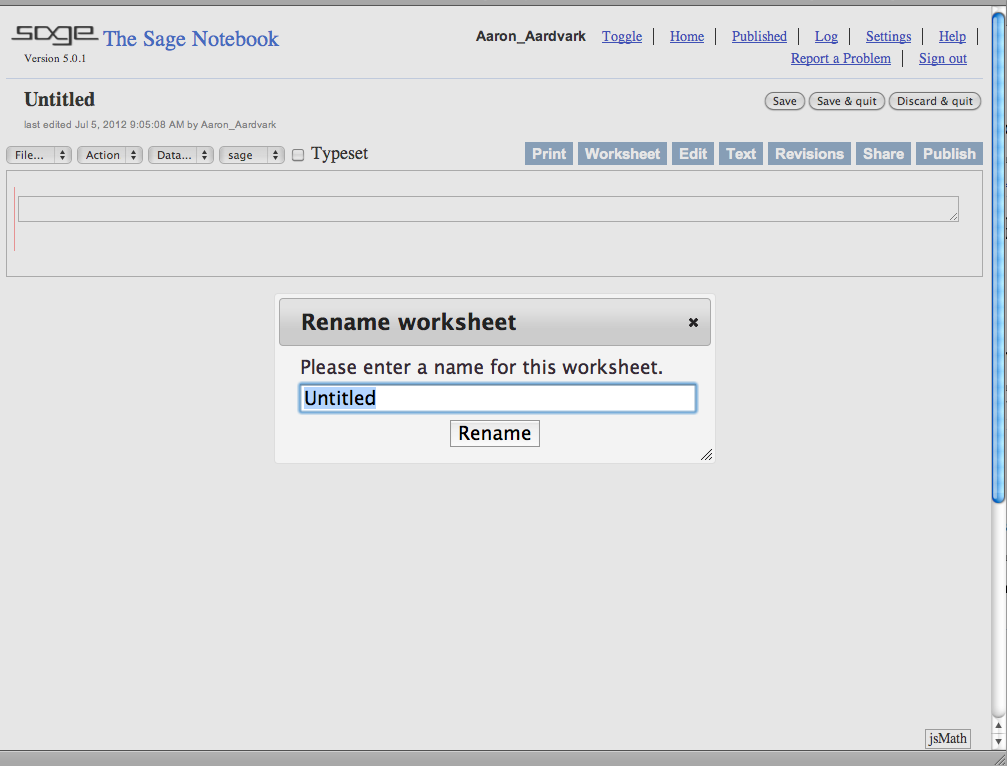 sage The Sage Notebook
Version 5.0.1
Aaron_Aardvark Toggle Home Published Log Settings Help
Report a Problem Sign out
Untitled
Save Save & quit Discard & quit
last edited Jul 5, 2012 9:05:08 AM by Aaron_Aardvark
File... Action Data... sage Typeset Print Worksheet Edit Text Revisions Share Publish
Rename worksheet
Please enter a name for this worksheet.
Untitled
Rename
jsMath